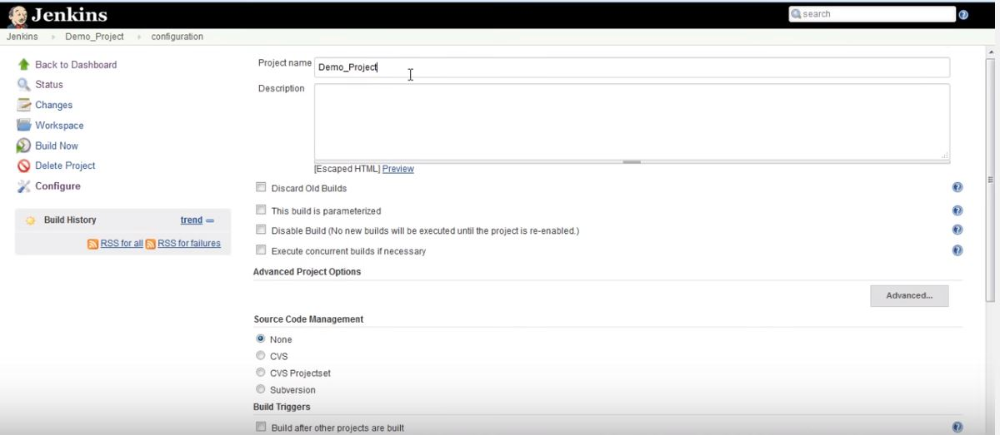 Jenkins
search
Jenkins Demo_Project configuration
Back to Dashboard
Status
Changes
Workspace
Build Now
Delete Project
Configure
Build History trend
RSS for all RSS for failures
Project name Demo_Project
Description
[Escaped HTML] Preview
Discard Old Builds
This build is parameterized
Disable Build (No new builds will be executed until the project is re-enabled.)
Execute concurrent builds if necessary
Advanced Project Options
Advanced...
Source Code Management
None
CVS
CVS Projectset
Subversion
Build Triggers
Build after other projects are built